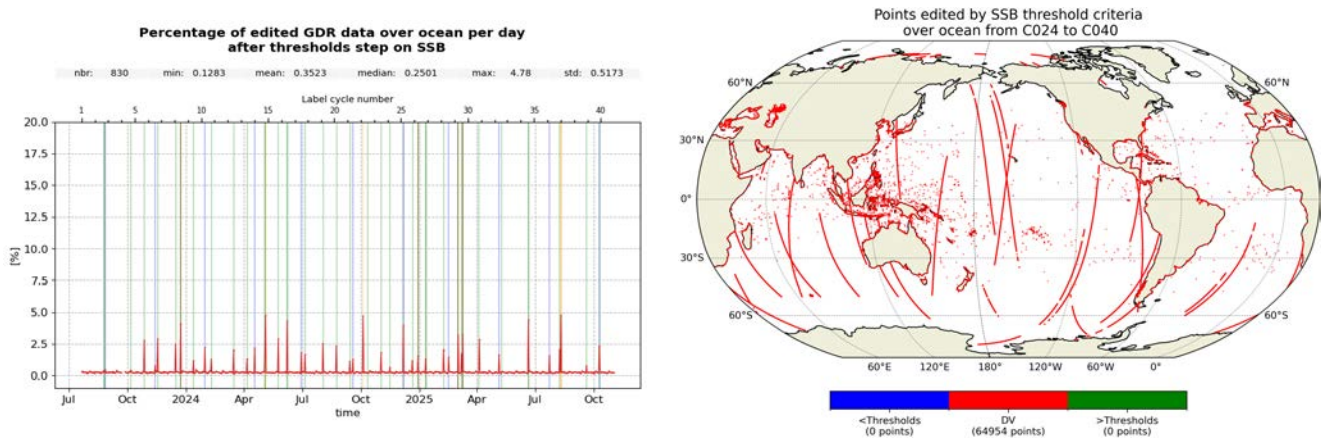 Percentage of edited GDR data over ocean per day
after thresholds step on SSB
nbr: 830 min: 0.1283 mean: 0.3523 median: 0.2501 max: 4.78 std: 0.5173
Label cycle number
1 5 10 15 20 25 29 35 40
20.0
17.5
15.0
12.5
10.0
7.5
5.0
2.5
0.0
[%]
Jul Oct 2024 Apr Jul Oct 2025 Apr Jul Oct
time
Points edited by SSB threshold criteria
over ocean from C024 to C040
60°N 60°N
30°N 30°N
0° 0°
30°S 30°S
60°S 60°S
60°E 120°E 180° 120°W 60°W 0°
<Thresholds
(0 points)
DV
(64954 points)
>Thresholds
(0 points)